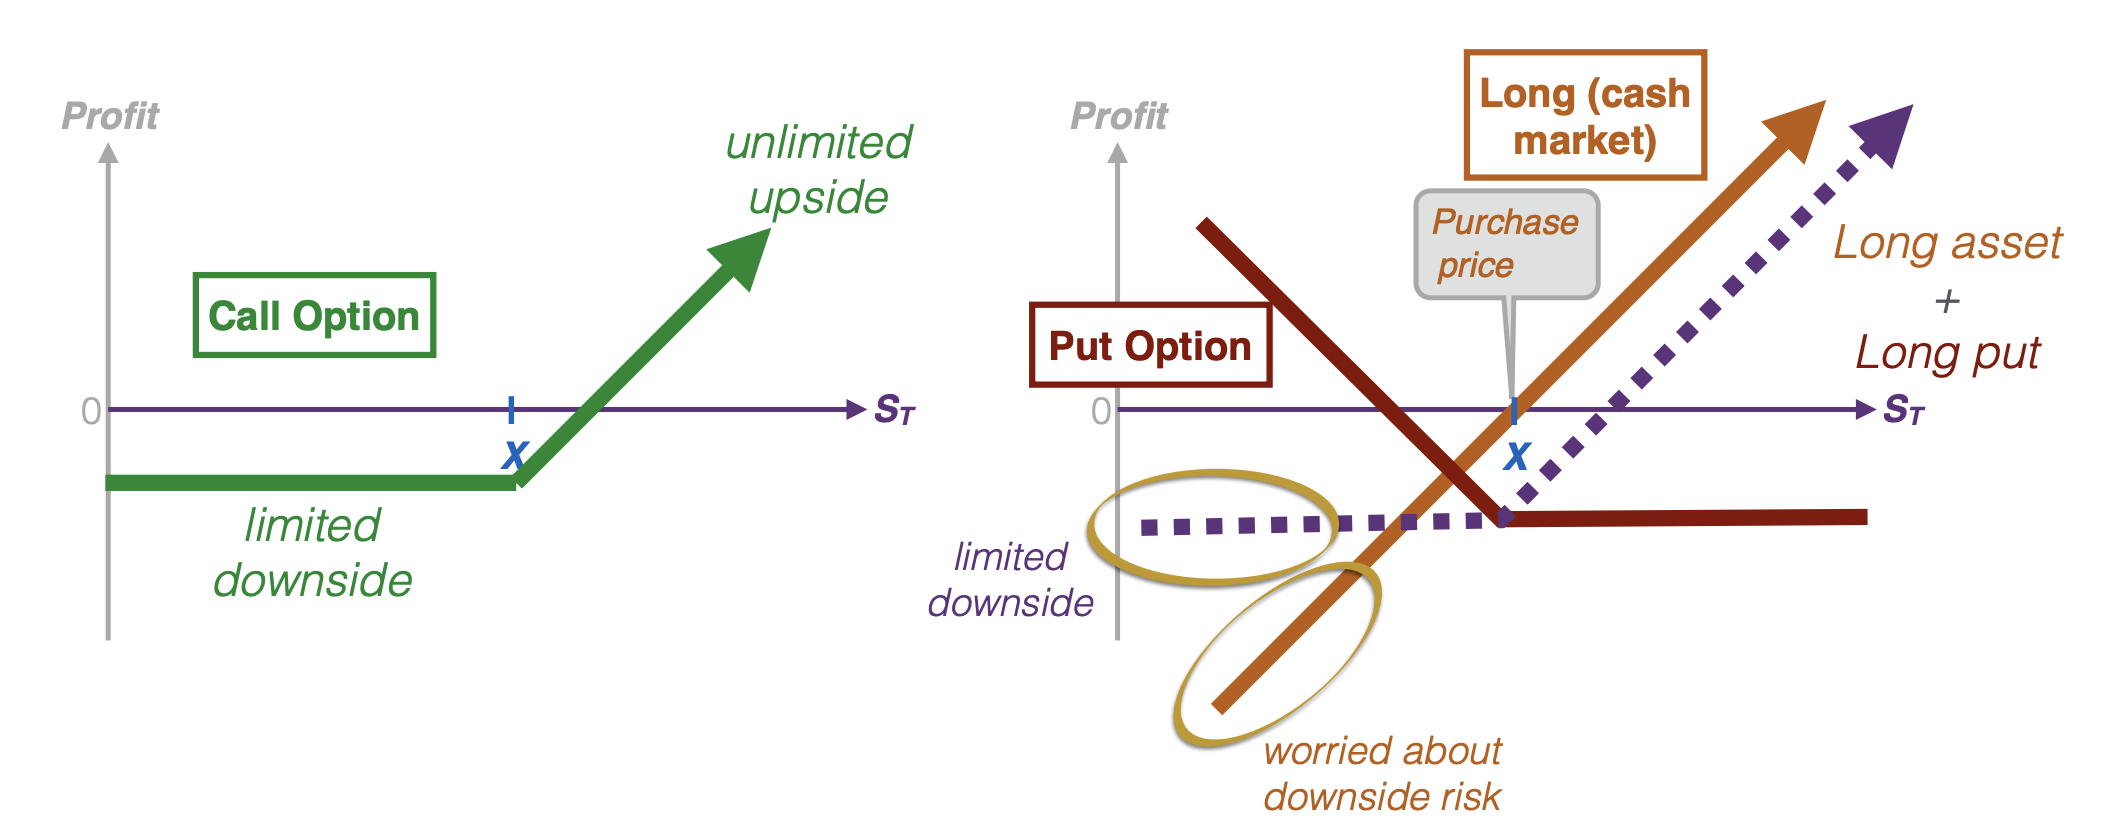 Profit
unlimited
upside
Call Option
0
S_T
X
limited
downside
Profit
Long (cash
market)
Purchase
price
Long asset
+
Long put
Put Option
0
S_T
X
limited
downside
worried about
downside risk